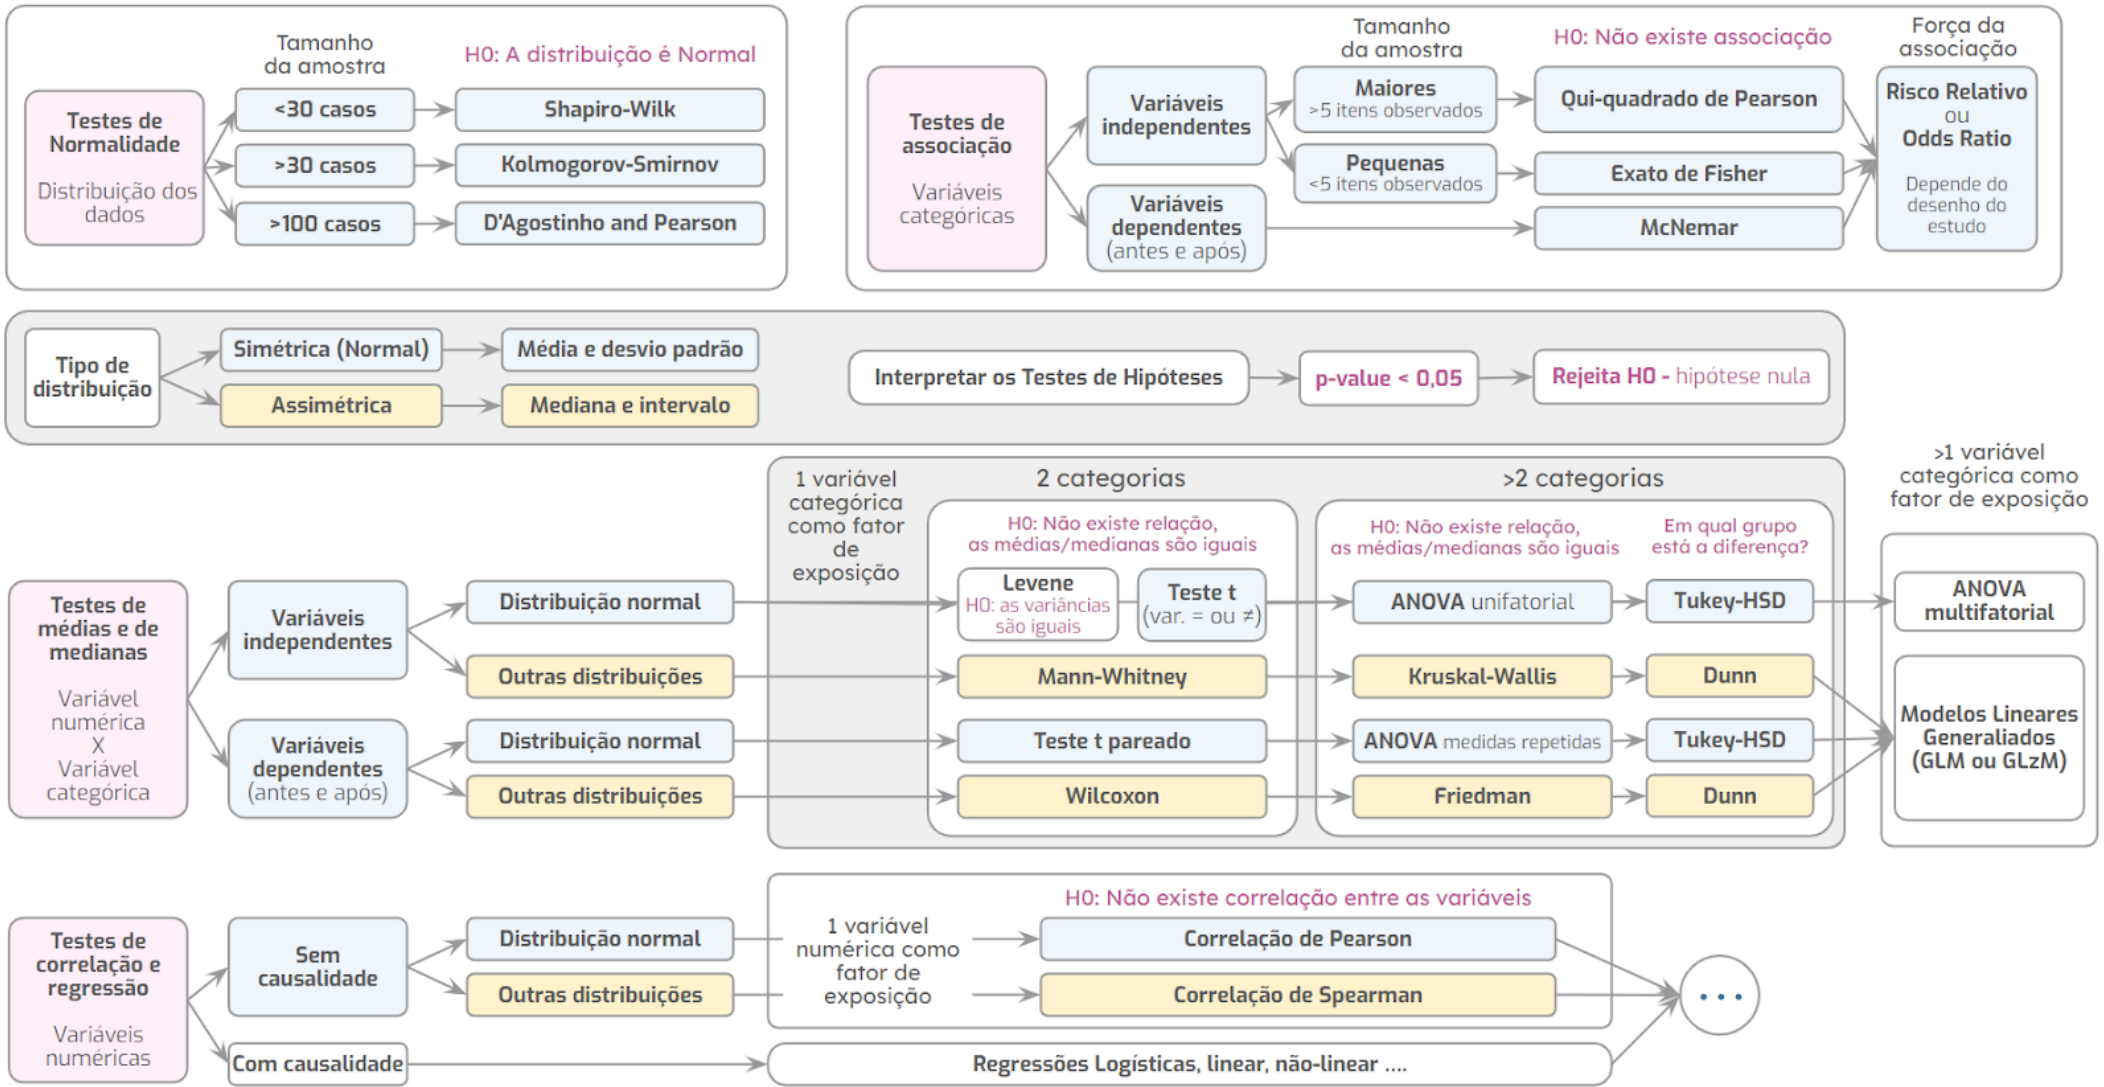 Tamanho
da amostra
H0: A distribuição é Normal
Testes de
Normalidade
Distribuição dos
dados
<30 casos
Shapiro-Wilk
>30 casos
Kolmogorov-Smirnov
>100 casos
D'Agostinho and Pearson
Tamanho
da amostra
H0: Não existe associação
Força da
associação
Testes de
associação
Variáveis
categóricas
Variáveis
independentes
Maiores
>5 itens observados
Qui-quadrado de Pearson
Pequenas
<5 itens observados
Exato de Fisher
Variáveis
dependentes
(antes e após)
McNemar
Risco Relativo
ou
Odds Ratio
Depende do
desenho do
estudo
Tipo de
distribuição
Simétrica (Normal)
Média e desvio padrão
Assimétrica
Mediana e intervalo
Interpretar os Testes de Hipóteses
p-value < 0,05
Rejeita H0 - hipótese nula
1 variável
categórica
como fator
de
exposição
2 categorias
>2 categorias
>1 variável
categórica como
fator de exposição
H0: Não existe relação,
as médias/medianas são iguais
H0: Não existe relação,
as médias/medianas são iguais
Em qual grupo
está a diferença?
Testes de
médias e de
medianas
Variável
numérica
X
Variável
categórica
Variáveis
independentes
Distribuição normal
Levene
H0: as variâncias
são iguais
Teste t
(var. = ou ≠)
ANOVA unifatorial
Tukey-HSD
ANOVA
multifatorial
Outras distribuições
Mann-Whitney
Kruskal-Wallis
Dunn
Variáveis
dependentes
(antes e após)
Distribuição normal
Teste t pareado
ANOVA medidas repetidas
Tukey-HSD
Outras distribuições
Wilcoxon
Friedman
Dunn
Modelos Lineares
Generaliados
(GLM ou GLzM)
Testes de
correlação e
regressão
Variáveis
numéricas
Sem
causalidade
Distribuição normal
Outras distribuições
1 variável
numérica como
fator de
exposição
H0: Não existe correlação entre as variáveis
Correlação de Pearson
Correlação de Spearman
...
Com causalidade
Regressões Logísticas, linear, não-linear ....